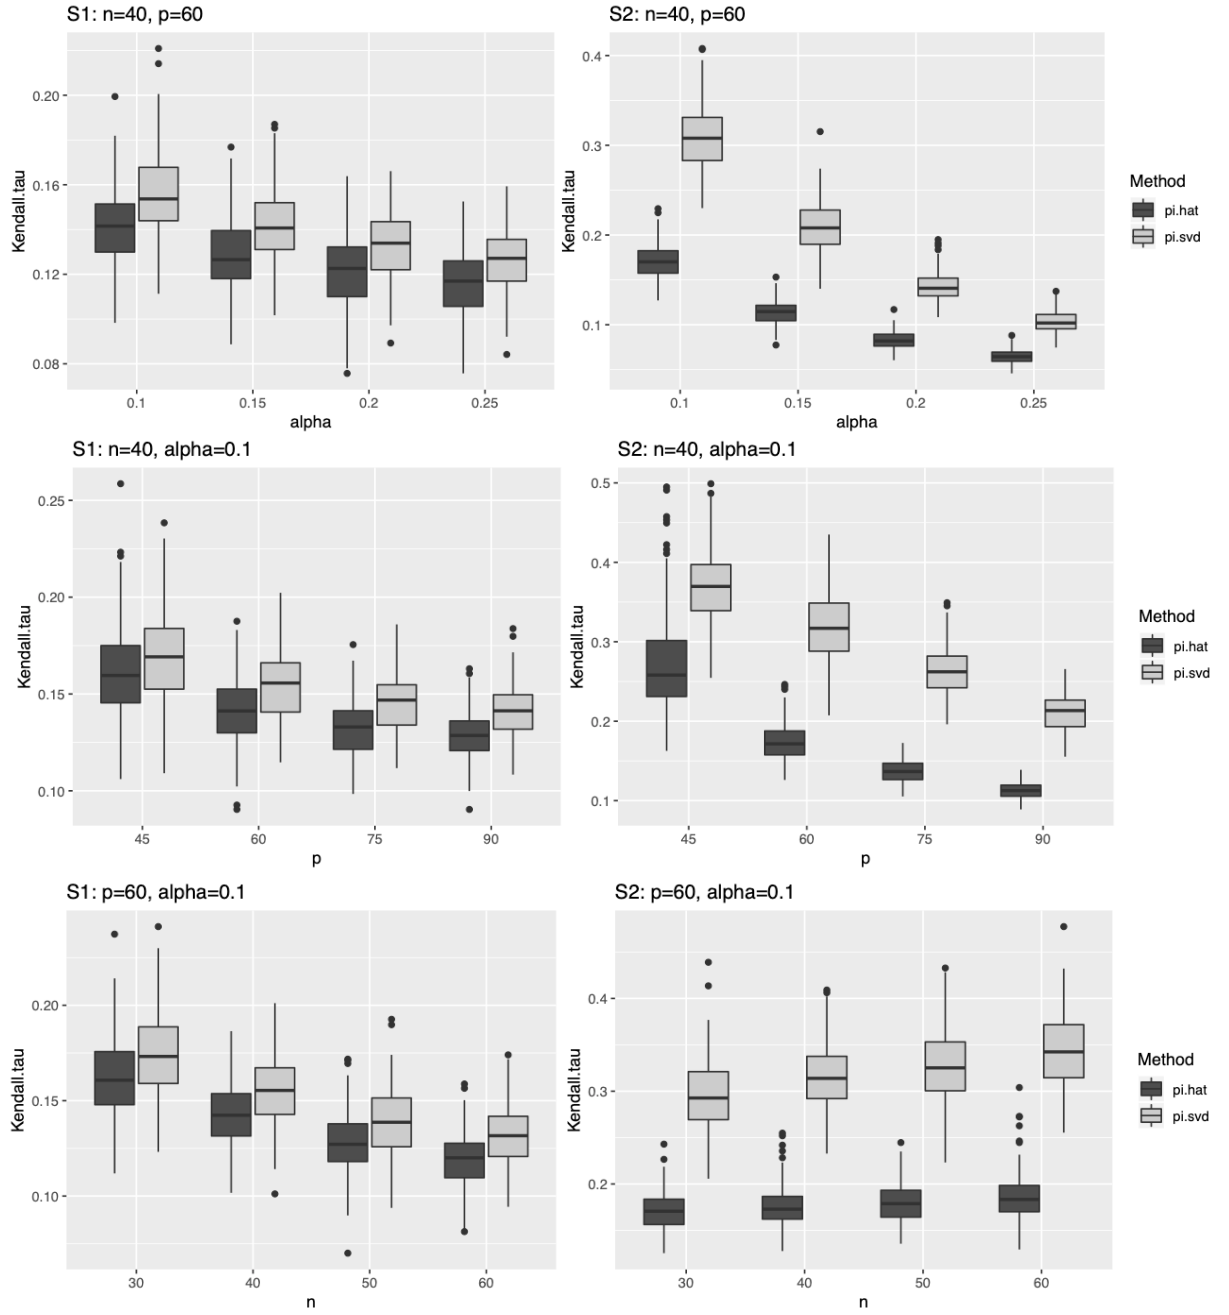 S1: n=40, p=60
Kendall.tau
0.20
0.16
0.12
0.08
0.1 0.15 0.2 0.25
alpha
S2: n=40, p=60
Kendall.tau
0.4
0.3
0.2
0.1
0.1 0.15 0.2 0.25
alpha
Method
pi.hat
pi.svd
S1: n=40, alpha=0.1
Kendall.tau
0.25
0.20
0.15
0.10
45 60 75 90
p
S2: n=40, alpha=0.1
Kendall.tau
0.5
0.4
0.3
0.2
0.1
45 60 75 90
p
Method
pi.hat
pi.svd
S1: p=60, alpha=0.1
Kendall.tau
0.20
0.15
0.10
30 40 50 60
n
S2: p=60, alpha=0.1
Kendall.tau
0.4
0.3
0.2
30 40 50 60
n
Method
pi.hat
pi.svd